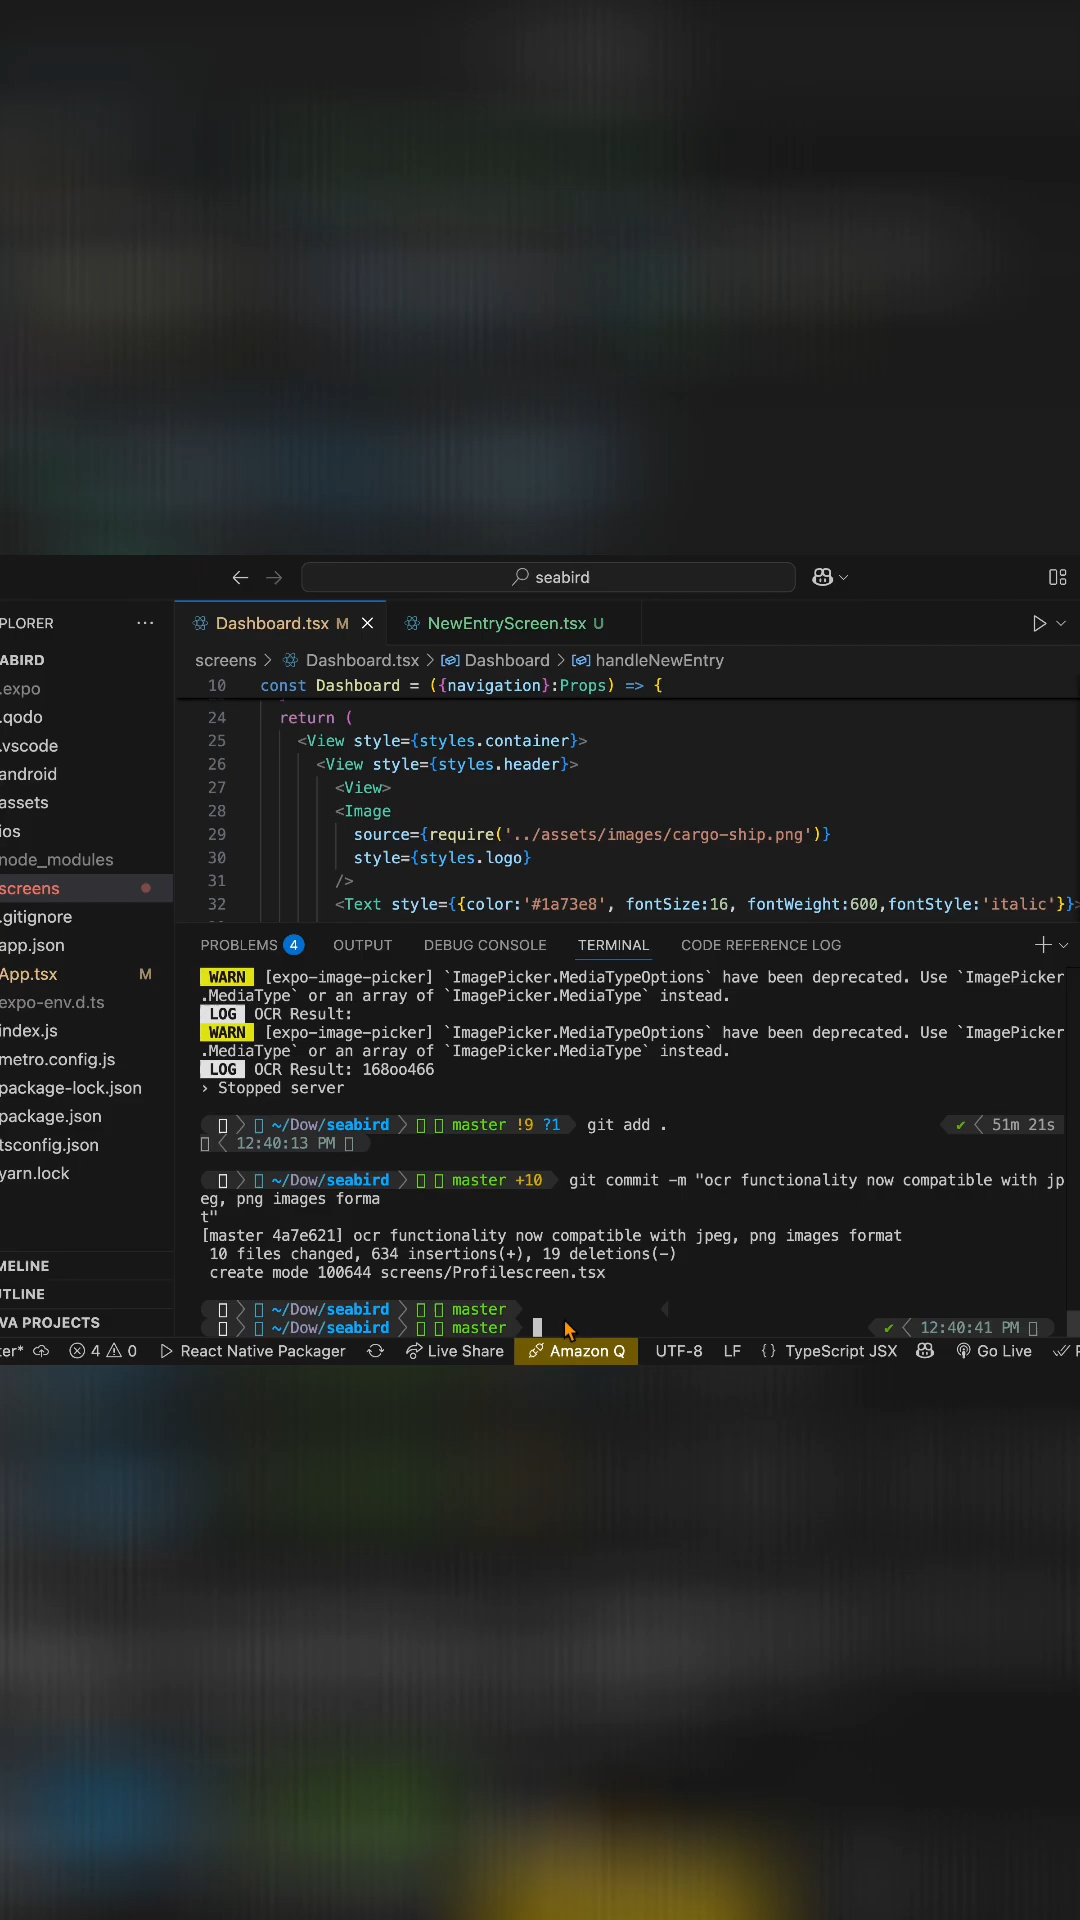 seabird
PLORER ...
Dashboard.tsx M
NewEntryScreen.tsx U
ABIRD
screens > Dashboard.tsx > Dashboard > handleNewEntry
.expo
.qodo
.vscode
android
assets
ios
node_modules
screens
.gitignore
app.json
App.tsx M
expo-env.d.ts
index.js
metro.config.js
package-lock.json
package.json
tsconfig.json
yarn.lock
MELINE
UTLINE
VA PROJECTS
10 const Dashboard = ({navigation}:Props) => {
24 return (
25 <View style={styles.container}>
26 <View style={styles.header}>
27 <View>
28 <Image
29 source={require('../assets/images/cargo-ship.png')}
30 style={styles.logo}
31 />
32 <Text style={{color:'#1a73e8', fontSize:16, fontWeight:600,fontStyle:'italic'}}>
PROBLEMS 4 OUTPUT DEBUG CONSOLE TERMINAL CODE REFERENCE LOG
WARN [expo-image-picker] `ImagePicker.MediaTypeOptions` have been deprecated. Use `ImagePicker
.MediaType` or an array of `ImagePicker.MediaType` instead.
LOG OCR Result:
WARN [expo-image-picker] `ImagePicker.MediaTypeOptions` have been deprecated. Use `ImagePicker
.MediaType` or an array of `ImagePicker.MediaType` instead.
LOG OCR Result: 168oo466
› Stopped server
~/Dow/seabird master !9 ?1 git add . ✔ 51m 21s
12:40:13 PM
~/Dow/seabird master +10 git commit -m "ocr functionality now compatible with jp
eg, png images forma
t"
[master 4a7e621] ocr functionality now compatible with jpeg, png images format
10 files changed, 634 insertions(+), 19 deletions(-)
create mode 100644 screens/Profilescreen.tsx
~/Dow/seabird master
~/Dow/seabird master ✔ 12:40:41 PM
ter* 4 0 React Native Packager Live Share Amazon Q UTF-8 LF {} TypeScript JSX Go Live